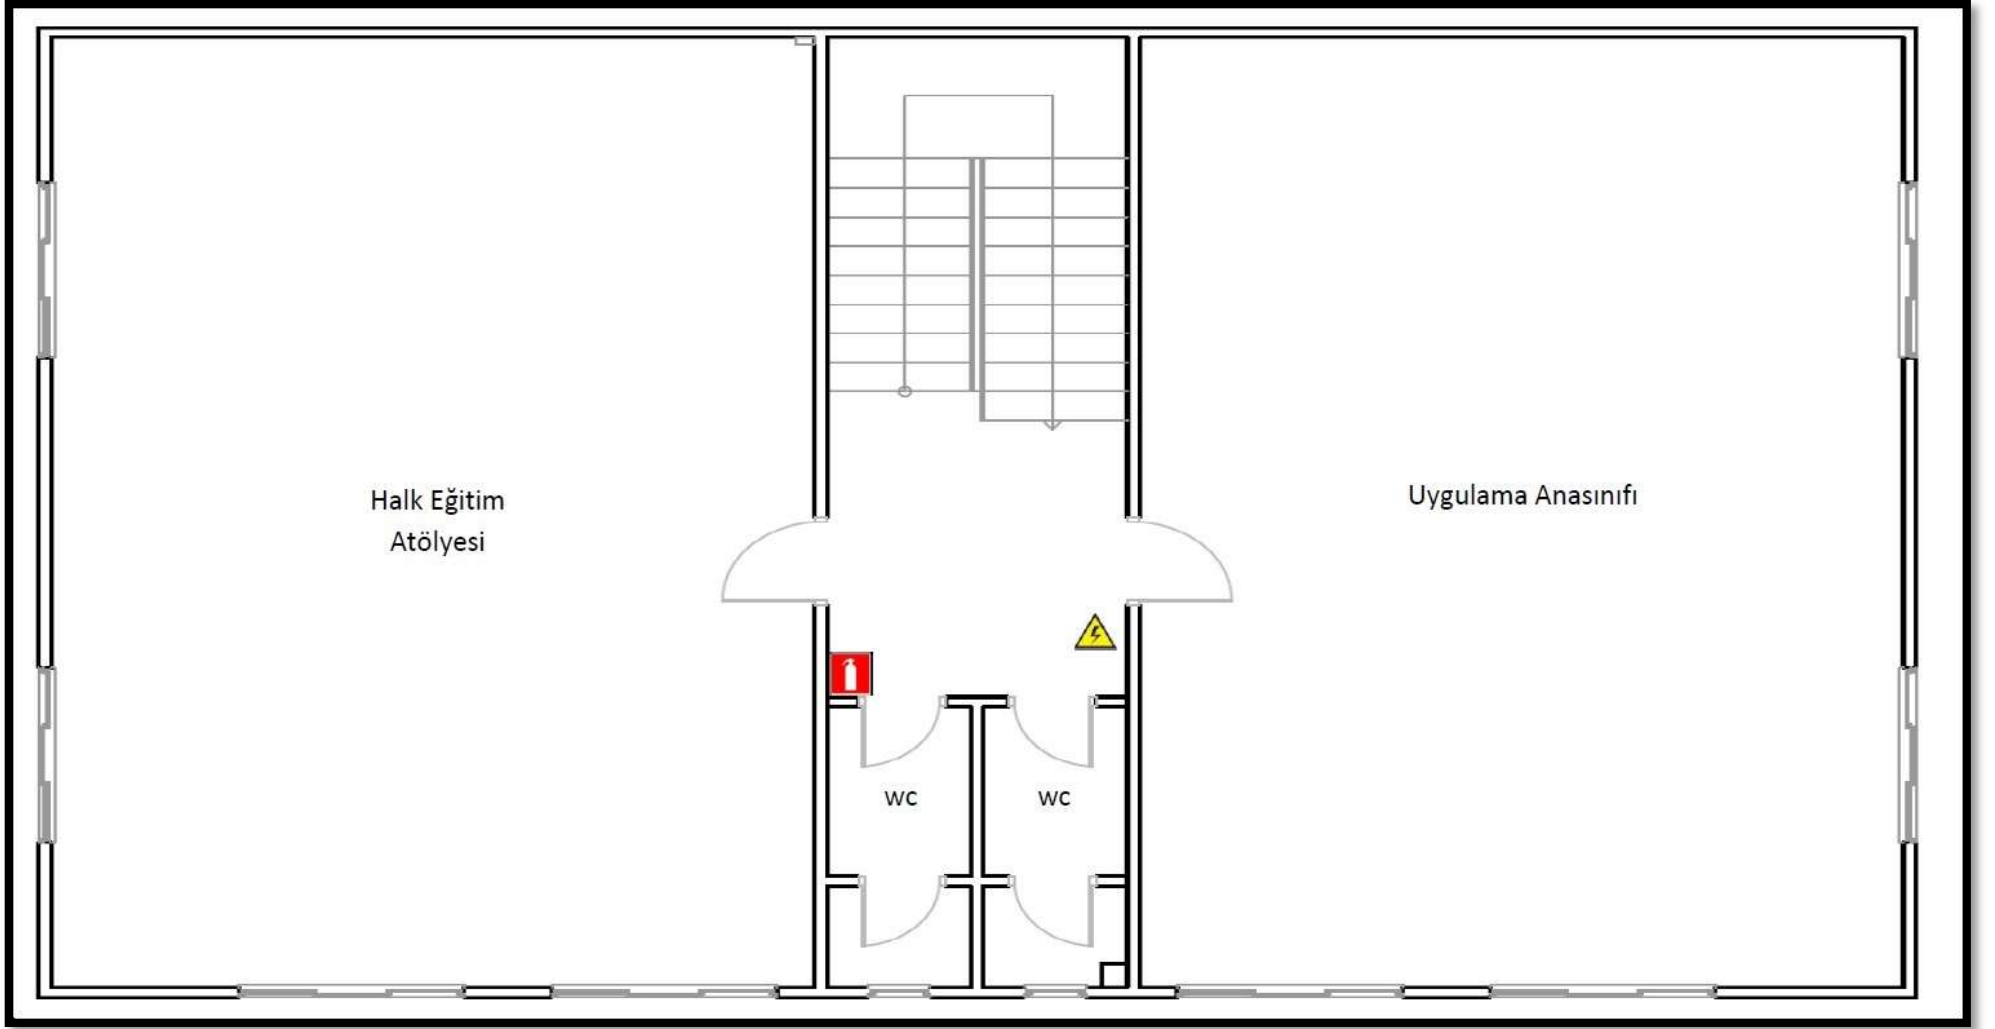 Halk Eğitim
Atölyesi
Uygulama Anasınıfı
wc
wc